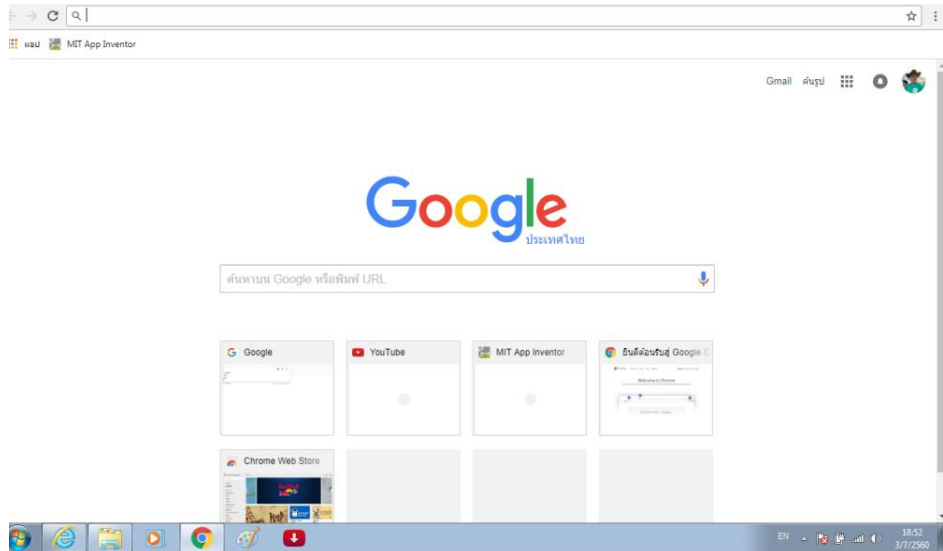 แอป MIT App Inventor
Gmail ค้นรูป
Google
ประเทศไทย
ค้นหาบน Google หรือพิมพ์ URL
Google YouTube MIT App Inventor ยินดีต้อนรับสู่ Google C
Welcome to Chrome
Chrome Web Store
EN 18:52
3/7/2560